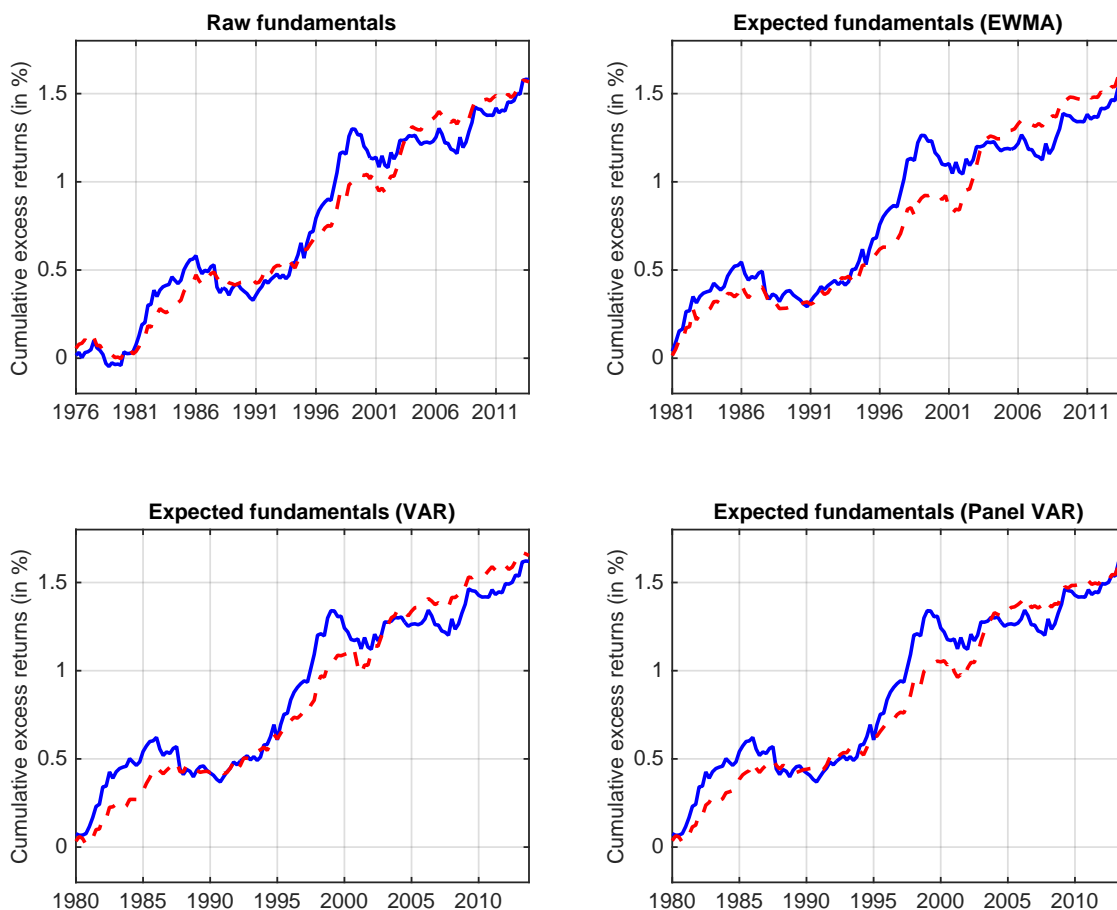 Raw fundamentals
Cumulative excess returns (in %)
1.5
1
0.5
0
1976 1981 1986 1991 1996 2001 2006 2011
Expected fundamentals (EWMA)
Cumulative excess returns (in %)
1.5
1
0.5
0
1981 1986 1991 1996 2001 2006 2011
Expected fundamentals (VAR)
Cumulative excess returns (in %)
1.5
1
0.5
0
1980 1985 1990 1995 2000 2005 2010
Expected fundamentals (Panel VAR)
Cumulative excess returns (in %)
1.5
1
0.5
0
1980 1985 1990 1995 2000 2005 2010